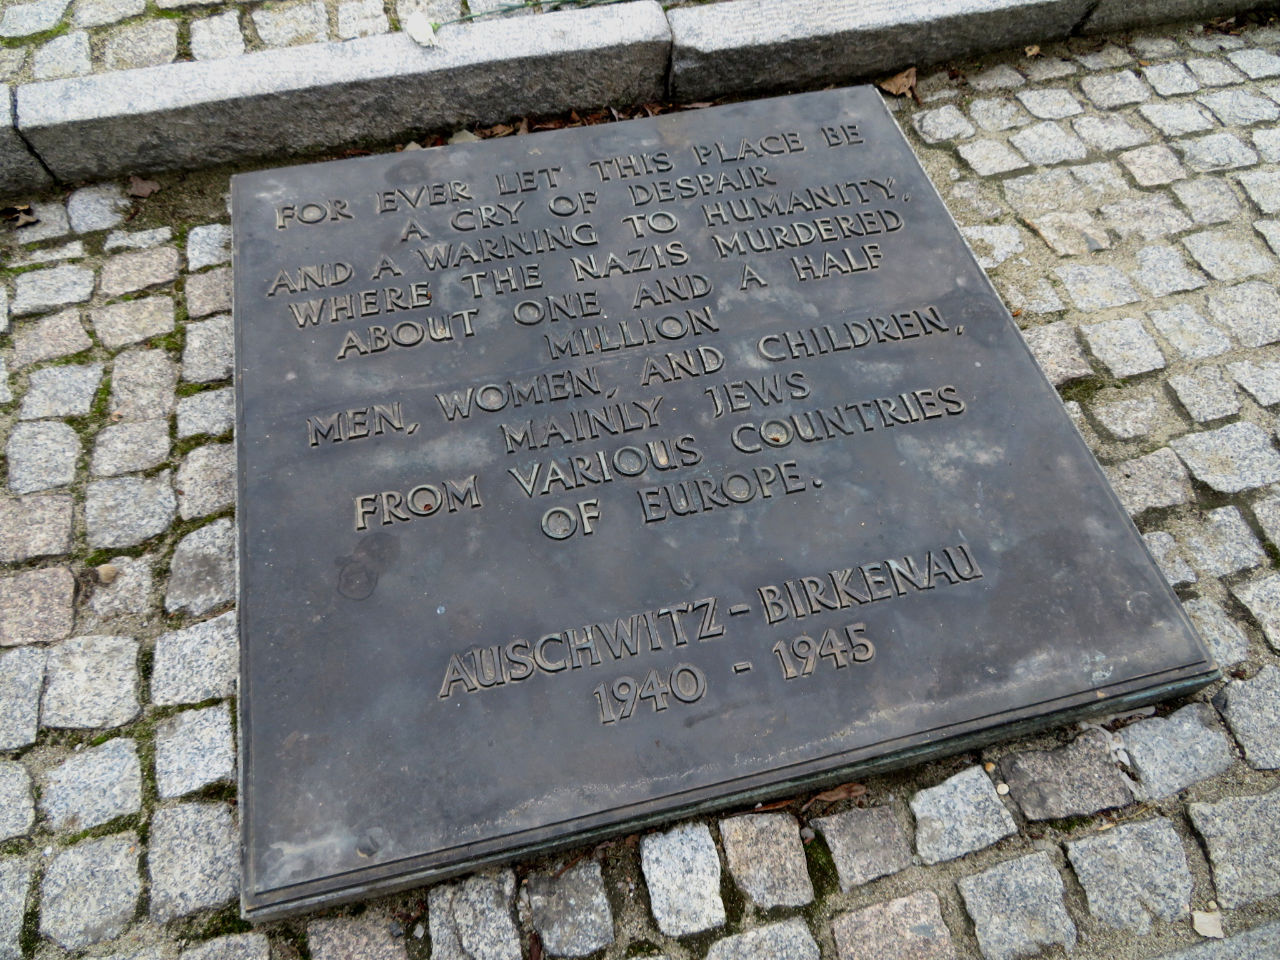 FOR EVER LET THIS PLACE BE
A CRY OF DESPAIR
AND A WARNING TO HUMANITY,
WHERE THE NAZIS MURDERED
ABOUT ONE AND A HALF
MILLION
MEN, WOMEN, AND CHILDREN,
MAINLY JEWS
FROM VARIOUS COUNTRIES
OF EUROPE.
AUSCHWITZ - BIRKENAU
1940 - 1945